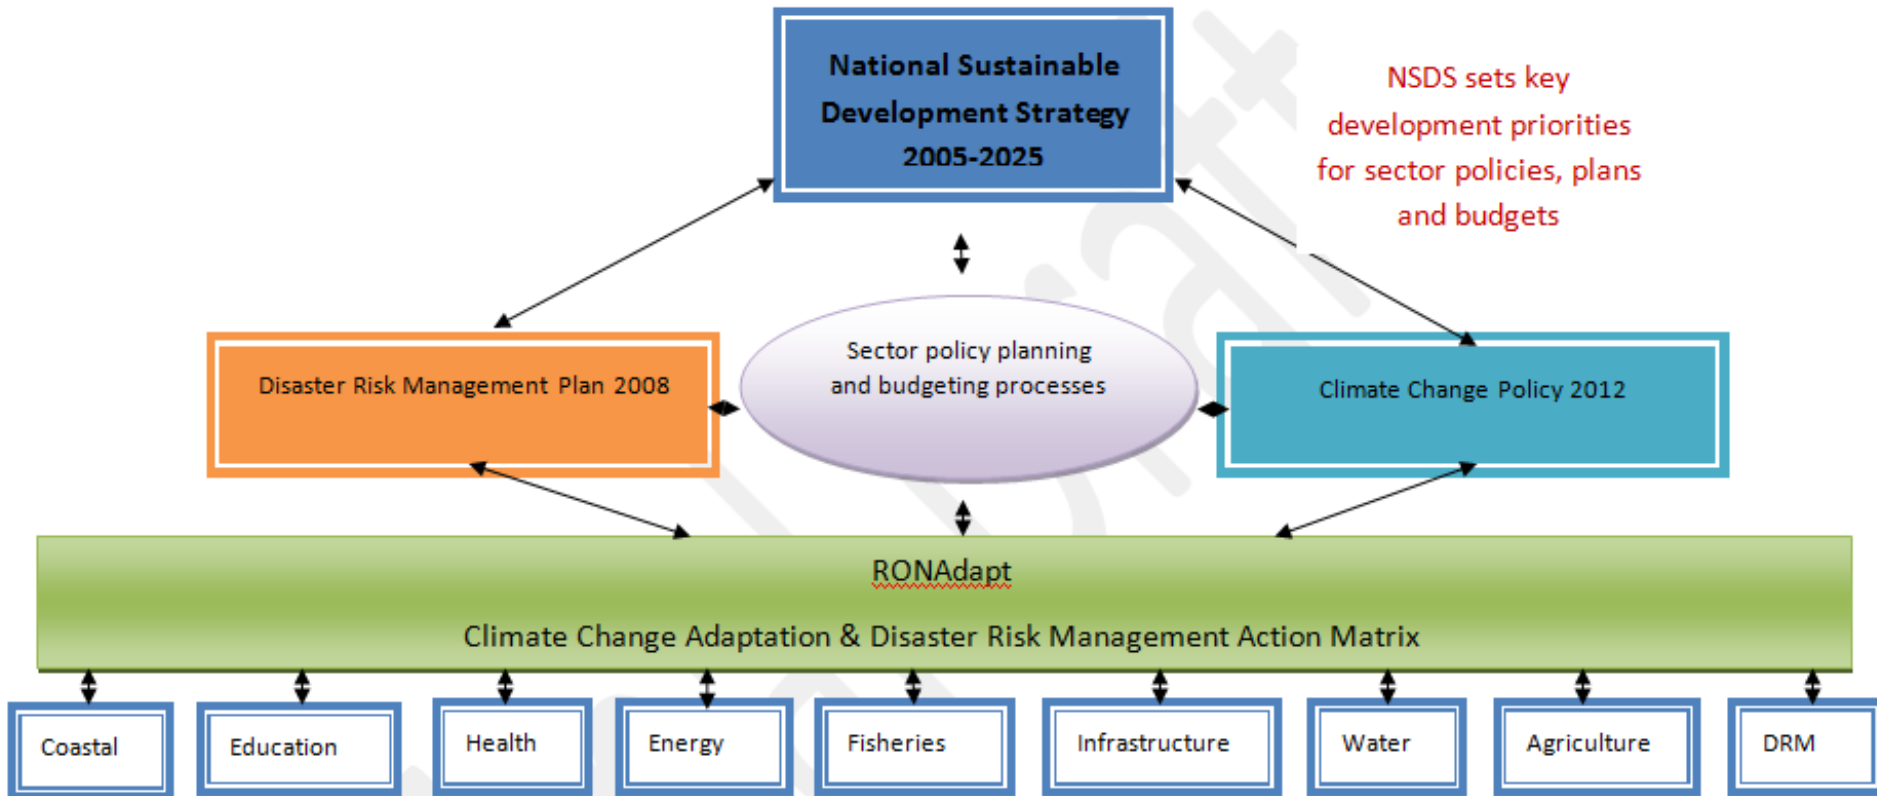 National Sustainable
Development Strategy
2005-2025
NSDS sets key
development priorities
for sector policies, plans
and budgets
Disaster Risk Management Plan 2008
Sector policy planning
and budgeting processes
Climate Change Policy 2012
RONAdapt
Climate Change Adaptation & Disaster Risk Management Action Matrix
Coastal
Education
Health
Energy
Fisheries
Infrastructure
Water
Agriculture
DRM
Draft